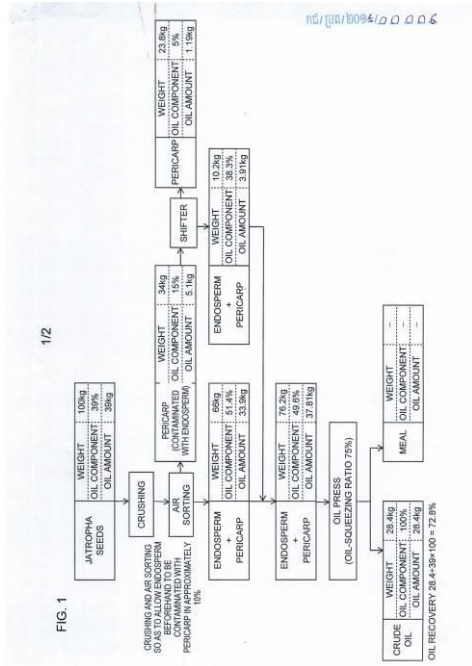 1/2
FIG. 1
JATROPHA
SEEDS
WEIGHT 100kg
OIL COMPONENT 39%
OIL AMOUNT 39kg
CRUSHING
CRUSHING AND AIR SORTING
SO AS TO ALLOW ENDOSPERM
BEFOREHAND TO BE
CONTAMINATED WITH
PERICARP IN APPROXIMATELY
10%
AIR
SORTING
PERICARP
(CONTAMINATED
WITH ENDOSPERM)
WEIGHT 34kg
OIL COMPONENT 15%
OIL AMOUNT 5.1kg
SHIFTER
PERICARP
WEIGHT 23.8kg
OIL COMPONENT 5%
OIL AMOUNT 1.19kg
ENDOSPERM
+
PERICARP
WEIGHT 66kg
OIL COMPONENT 51.4%
OIL AMOUNT 33.9kg
ENDOSPERM
+
PERICARP
WEIGHT 10.2kg
OIL COMPONENT 38.3%
OIL AMOUNT 3.91kg
ENDOSPERM
+
PERICARP
WEIGHT 76.2kg
OIL COMPONENT 49.6%
OIL AMOUNT 37.81kg
OIL PRESS
(OIL-SQUEEZING RATIO 75%)
CRUDE
OIL
WEIGHT 28.4kg
OIL COMPONENT 100%
OIL AMOUNT 28.4kg
MEAL
WEIGHT –
OIL COMPONENT –
OIL AMOUNT –
OIL RECOVERY 28.4÷39×100 = 72.8%